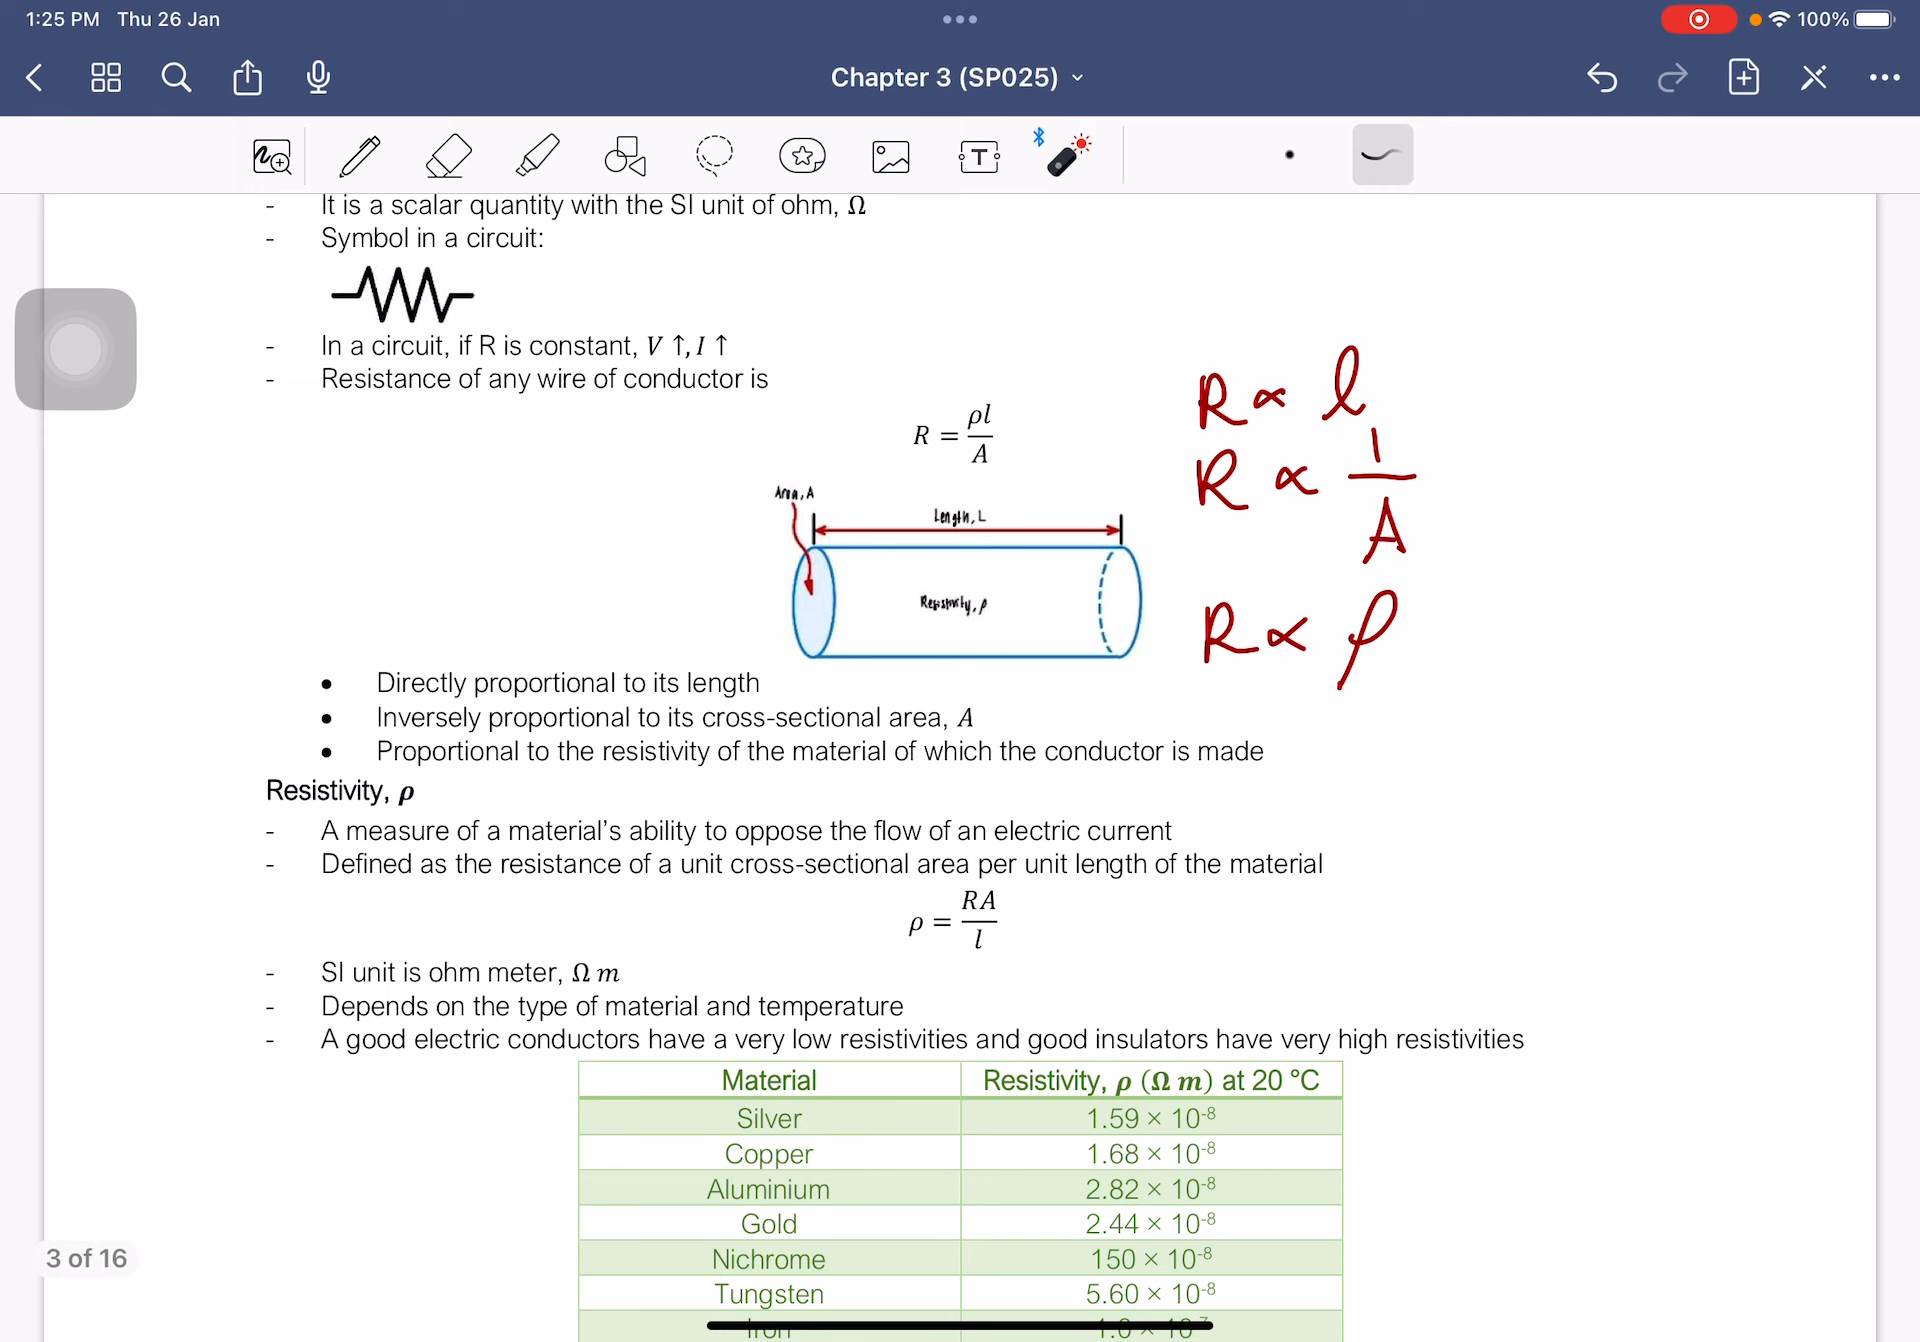 1:25 PM Thu 26 Jan
100%
Chapter 3 (SP025)
- It is a scalar quantity with the SI unit of ohm, Ω
- Symbol in a circuit:
- In a circuit, if R is constant, V ↑, I ↑
- Resistance of any wire of conductor is
R = ρl / A
R ∝ l
R ∝ 1 / A
R ∝ ρ
Area, A
Length, L
Resistivity, ρ
• Directly proportional to its length
• Inversely proportional to its cross-sectional area, A
• Proportional to the resistivity of the material of which the conductor is made
Resistivity, ρ
- A measure of a material's ability to oppose the flow of an electric current
- Defined as the resistance of a unit cross-sectional area per unit length of the material
ρ = RA / l
- SI unit is ohm meter, Ω m
- Depends on the type of material and temperature
- A good electric conductors have a very low resistivities and good insulators have very high resistivities
Material Resistivity, ρ (Ω m) at 20 °C
Silver 1.59 × 10⁻⁸
Copper 1.68 × 10⁻⁸
Aluminium 2.82 × 10⁻⁸
Gold 2.44 × 10⁻⁸
Nichrome 150 × 10⁻⁸
Tungsten 5.60 × 10⁻⁸
Iron 1.0 × 10⁻⁷
3 of 16